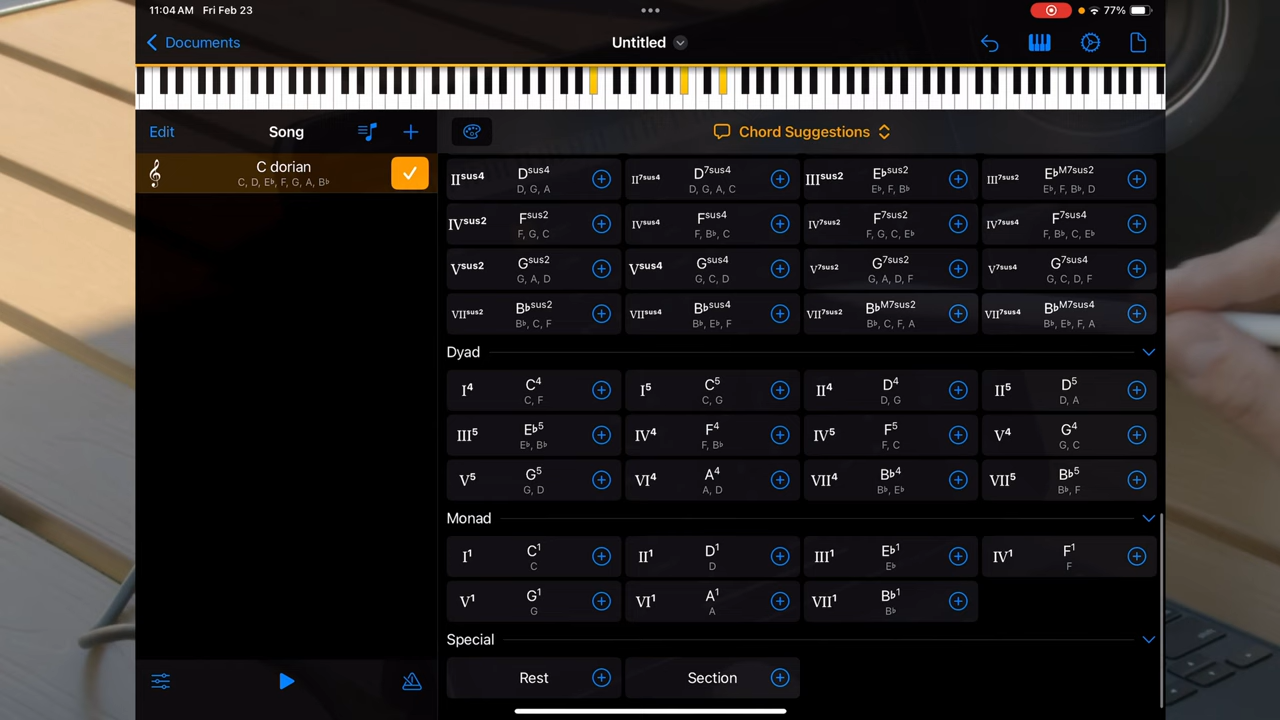 11:04 AM Fri Feb 23
77%
Documents
Untitled
Edit
Song
Chord Suggestions
C dorian
C, D, E♭, F, G, A, B♭
IIsus4 Dsus4
D, G, A
II7sus4 D7sus4
D, G, A, C
IIIsus2 E♭sus2
E♭, F, B♭
III7sus2 E♭M7sus2
E♭, F, B♭, D
IVsus2 Fsus2
F, G, C
IVsus4 Fsus4
F, B♭, C
IV7sus2 F7sus2
F, G, C, E♭
IV7sus4 F7sus4
F, B♭, C, E♭
Vsus2 Gsus2
G, A, D
Vsus4 Gsus4
G, C, D
V7sus2 G7sus2
G, A, D, F
V7sus4 G7sus4
G, C, D, F
VIIsus2 B♭sus2
B♭, C, F
VIIsus4 B♭sus4
B♭, E♭, F
VII7sus2 B♭M7sus2
B♭, C, F, A
VII7sus4 B♭M7sus4
B♭, E♭, F, A
Dyad
I4 C4
C, F
I5 C5
C, G
II4 D4
D, G
II5 D5
D, A
III5 E♭5
E♭, B♭
IV4 F4
F, B♭
IV5 F5
F, C
V4 G4
G, C
V5 G5
G, D
VI4 A4
A, D
VII4 B♭4
B♭, E♭
VII5 B♭5
B♭, F
Monad
I1 C1
C
II1 D1
D
III1 E♭1
E♭
IV1 F1
F
V1 G1
G
VI1 A1
A
VII1 B♭1
B♭
Special
Rest
Section